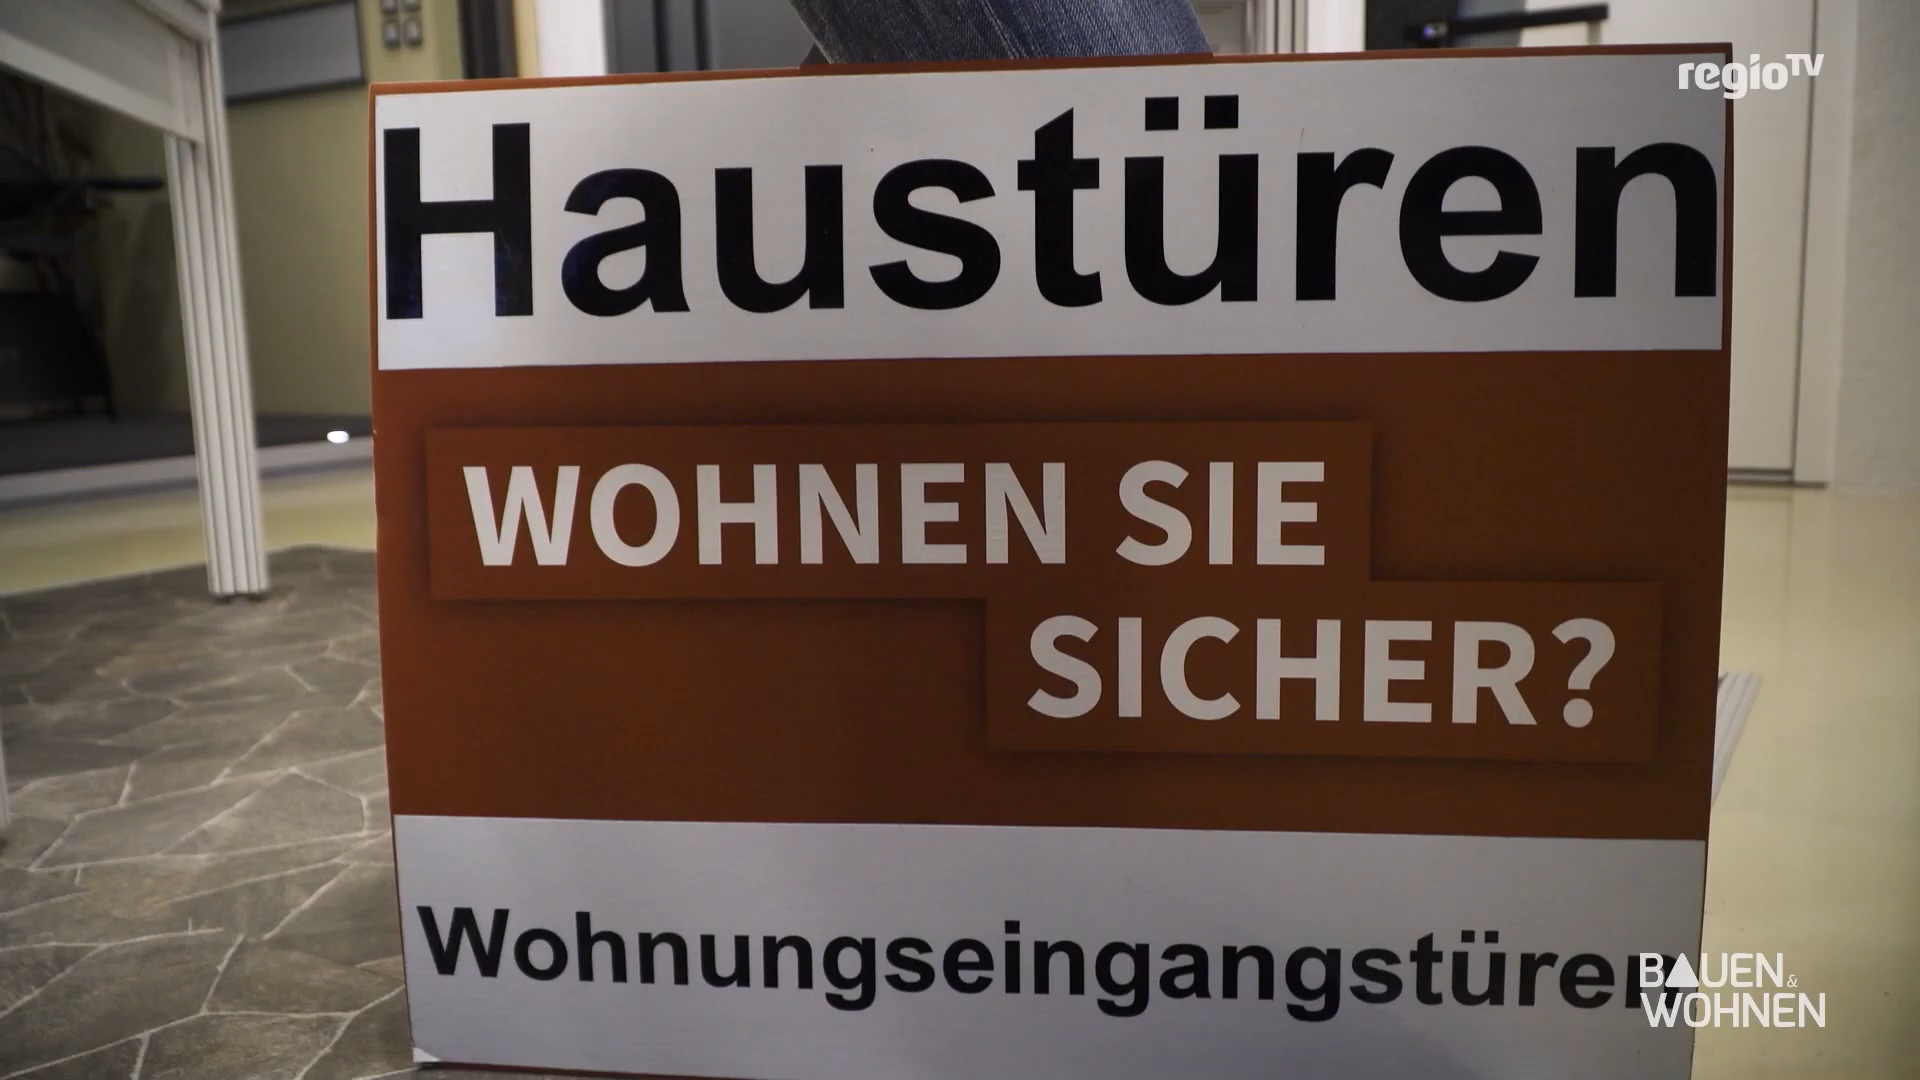 regioTV
Haustüren
WOHNEN SIE
SICHER?
Wohnungseingangstüren
BAUEN &
WOHNEN